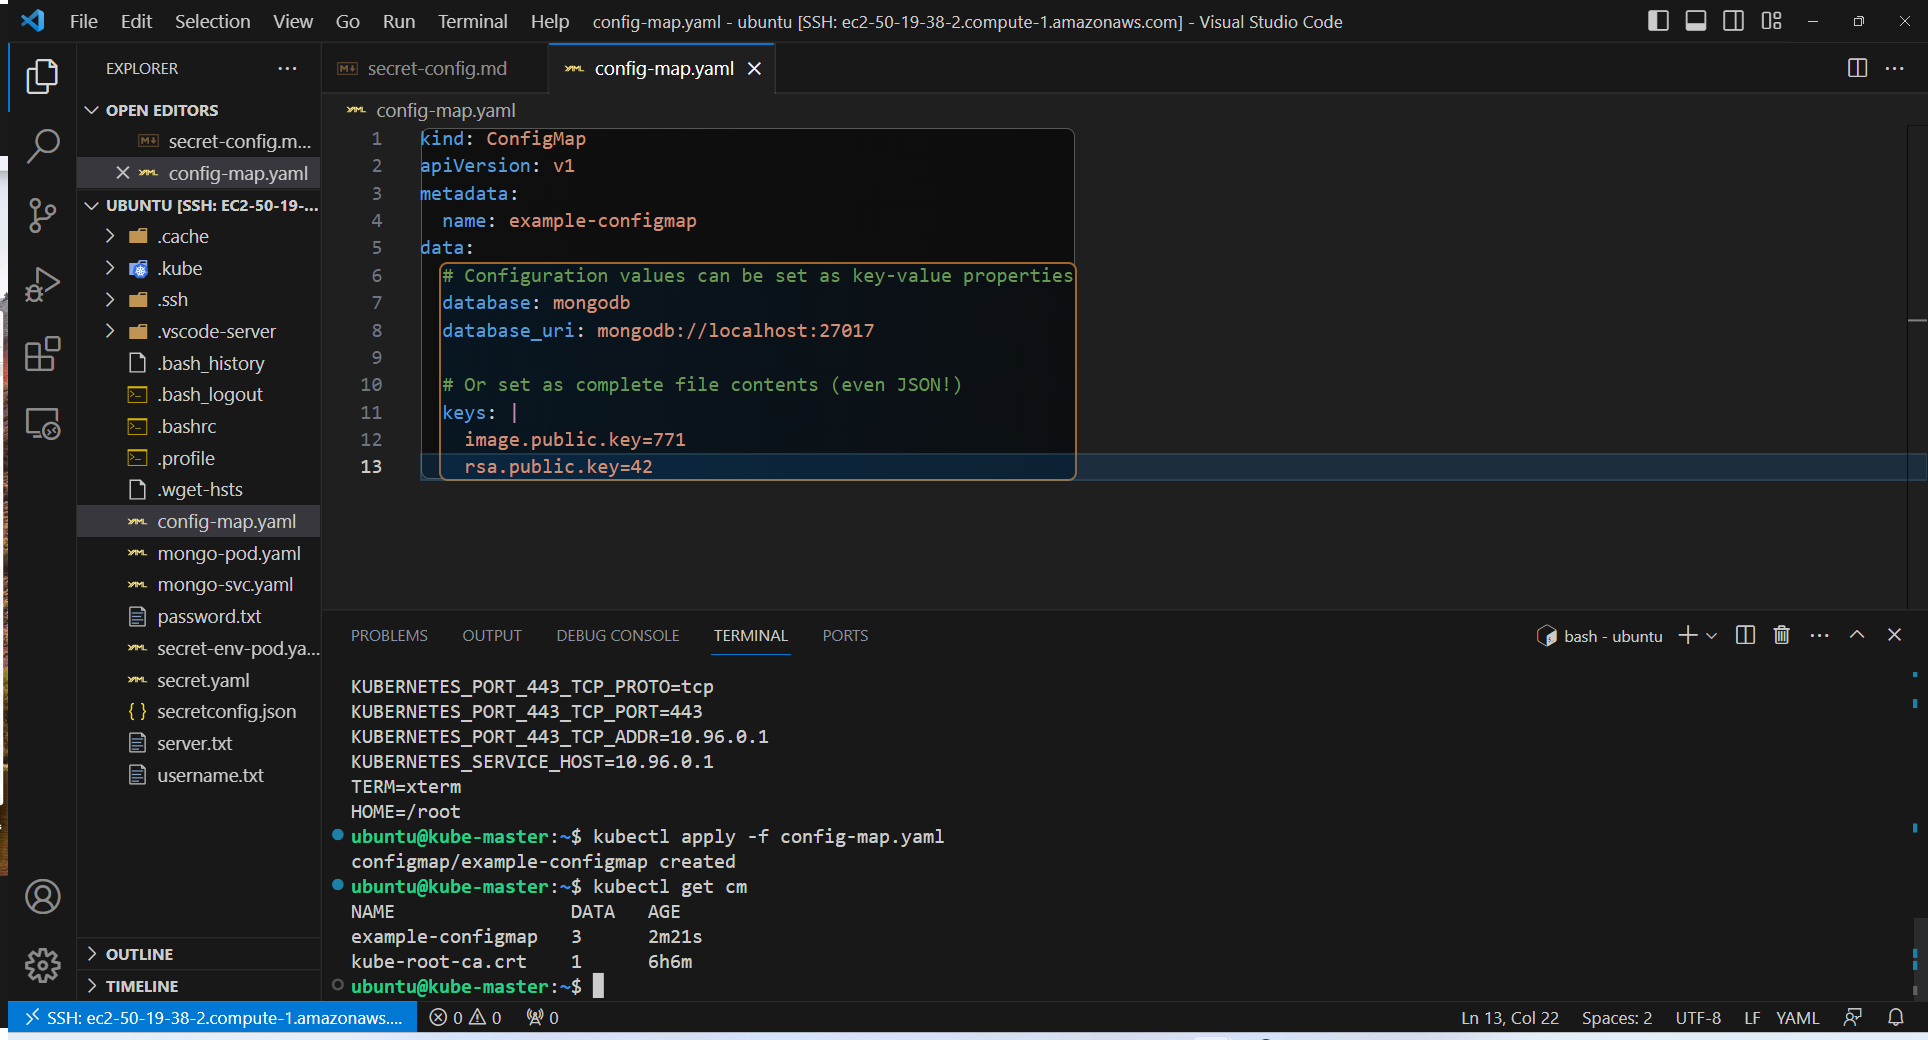 File Edit Selection View Go Run Terminal Help config-map.yaml - ubuntu [SSH: ec2-50-19-38-2.compute-1.amazonaws.com] - Visual Studio Code
EXPLORER
OPEN EDITORS
secret-config.m...
config-map.yaml
UBUNTU [SSH: EC2-50-19-...
.cache
.kube
.ssh
.vscode-server
.bash_history
.bash_logout
.bashrc
.profile
.wget-hsts
config-map.yaml
mongo-pod.yaml
mongo-svc.yaml
password.txt
secret-env-pod.ya...
secret.yaml
secretconfig.json
server.txt
username.txt
OUTLINE
TIMELINE
secret-config.md config-map.yaml
config-map.yaml
1 kind: ConfigMap
2 apiVersion: v1
3 metadata:
4 name: example-configmap
5 data:
6 # Configuration values can be set as key-value properties
7 database: mongodb
8 database_uri: mongodb://localhost:27017
9
10 # Or set as complete file contents (even JSON!)
11 keys: |
12 image.public.key=771
13 rsa.public.key=42
PROBLEMS OUTPUT DEBUG CONSOLE TERMINAL PORTS
bash - ubuntu
KUBERNETES_PORT_443_TCP_PROTO=tcp
KUBERNETES_PORT_443_TCP_PORT=443
KUBERNETES_PORT_443_TCP_ADDR=10.96.0.1
KUBERNETES_SERVICE_HOST=10.96.0.1
TERM=xterm
HOME=/root
ubuntu@kube-master:~$ kubectl apply -f config-map.yaml
configmap/example-configmap created
ubuntu@kube-master:~$ kubectl get cm
NAME DATA AGE
example-configmap 3 2m21s
kube-root-ca.crt 1 6h6m
ubuntu@kube-master:~$
SSH: ec2-50-19-38-2.compute-1.amazonaws.... 0 0 0 Ln 13, Col 22 Spaces: 2 UTF-8 LF YAML